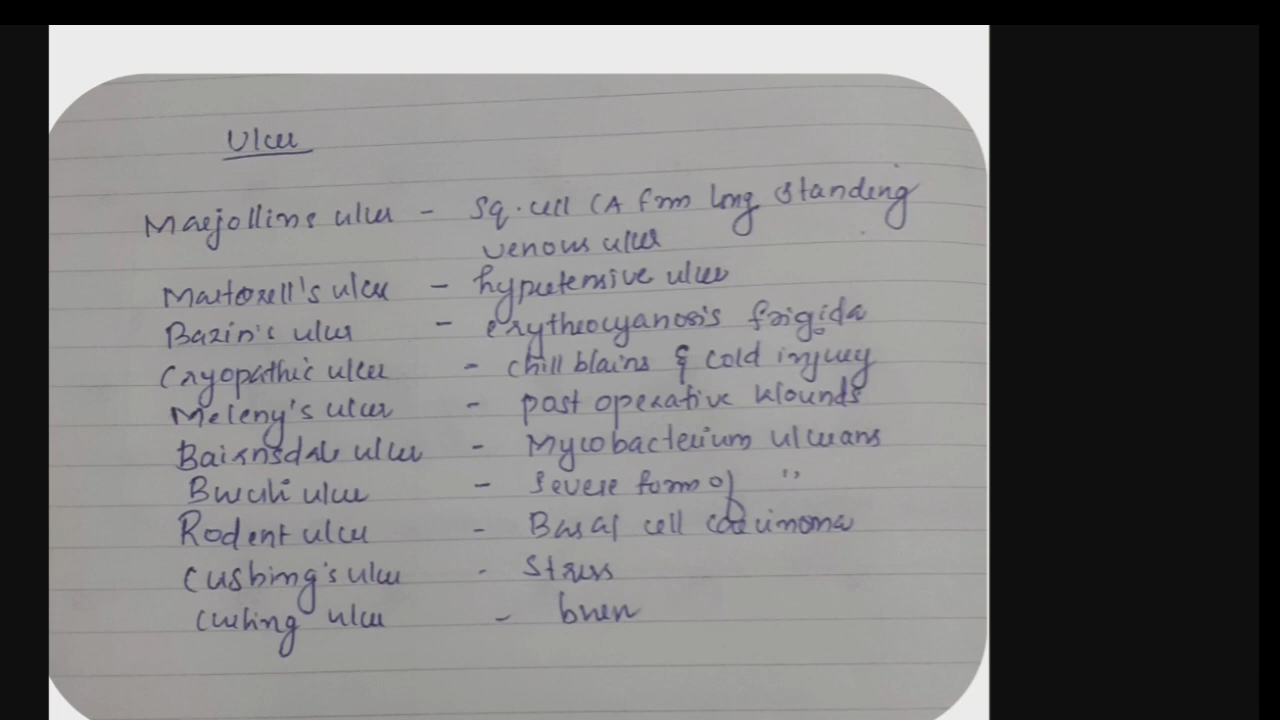 Ulcer
Marjollins ulcer - Sq. cell CA from long standing
venous ulcer
Martorell's ulcer - hypertensive ulcer
Bazin's ulcer - erythrocyanosis frigida
Cryopathic ulcer - chill blains & cold injury
Meleny's ulcer - post operative wounds
Bairnsdale ulcer - Mycobacterium ulcerans
Buruli ulcer - severe form of "
Rodent ulcer - Basal cell carcinoma
Cushing's ulcer - Stress
Curling ulcer - burn